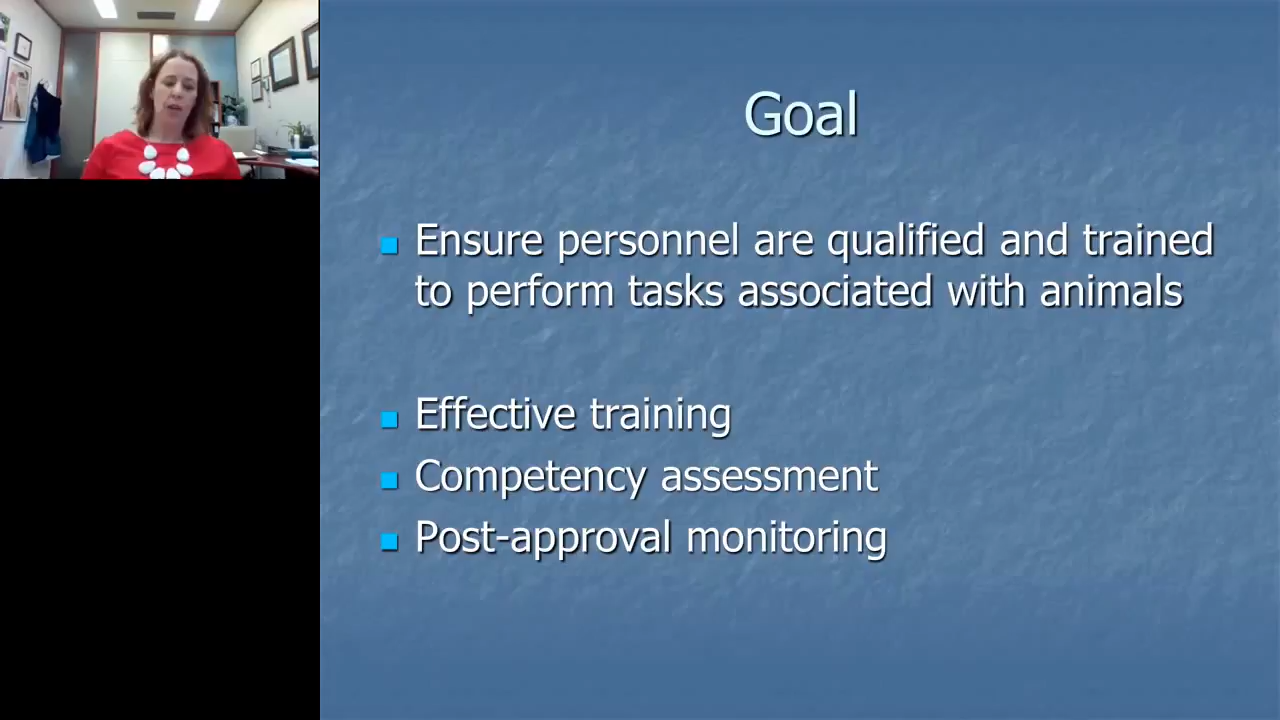 Goal
Ensure personnel are qualified and trained
to perform tasks associated with animals
Effective training
Competency assessment
Post-approval monitoring